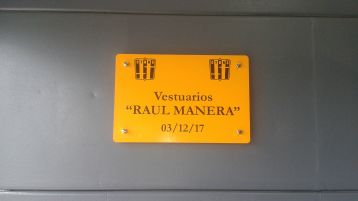 Vestuarios
“RAUL MANERA”
03/12/17